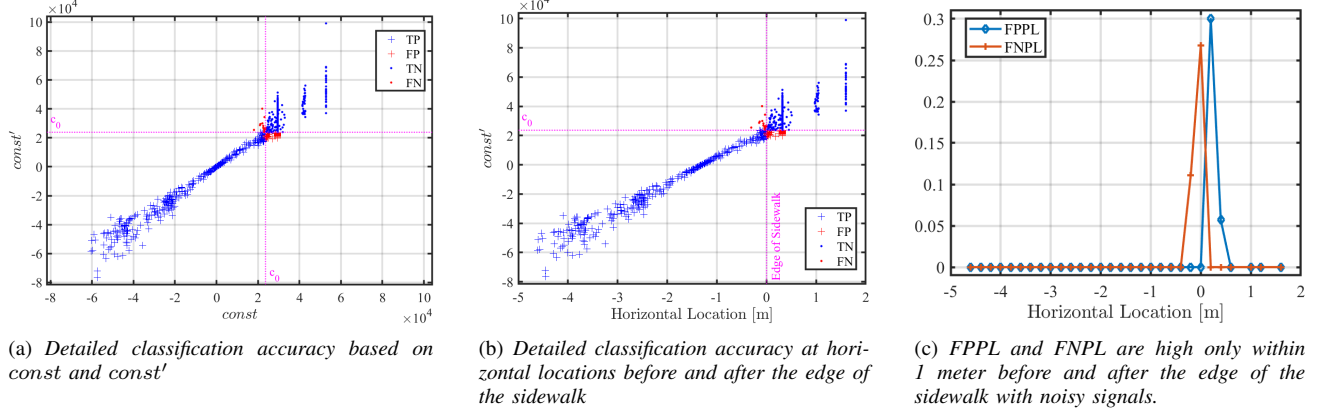 ×10⁴
10
8
6
4
2
0
-2
-4
-6
-8
const′
c₀
c₀
TP
FP
TN
FN
-8 -6 -4 -2 0 2 4 6 8 10
const
×10⁴
×10⁴
10
8
6
4
2
0
-2
-4
-6
-8
const′
c₀
Edge of Sidewalk
TP
FP
TN
FN
-5 -4 -3 -2 -1 0 1 2
Horizontal Location [m]
0.3
0.25
0.2
0.15
0.1
0.05
0
FPPL
FNPL
-5 -4 -3 -2 -1 0 1 2
Horizontal Location [m]
(a) Detailed classification accuracy based on
const and const′
(b) Detailed classification accuracy at hori-
zontal locations before and after the edge of
the sidewalk
(c) FPPL and FNPL are high only within
1 meter before and after the edge of the
sidewalk with noisy signals.